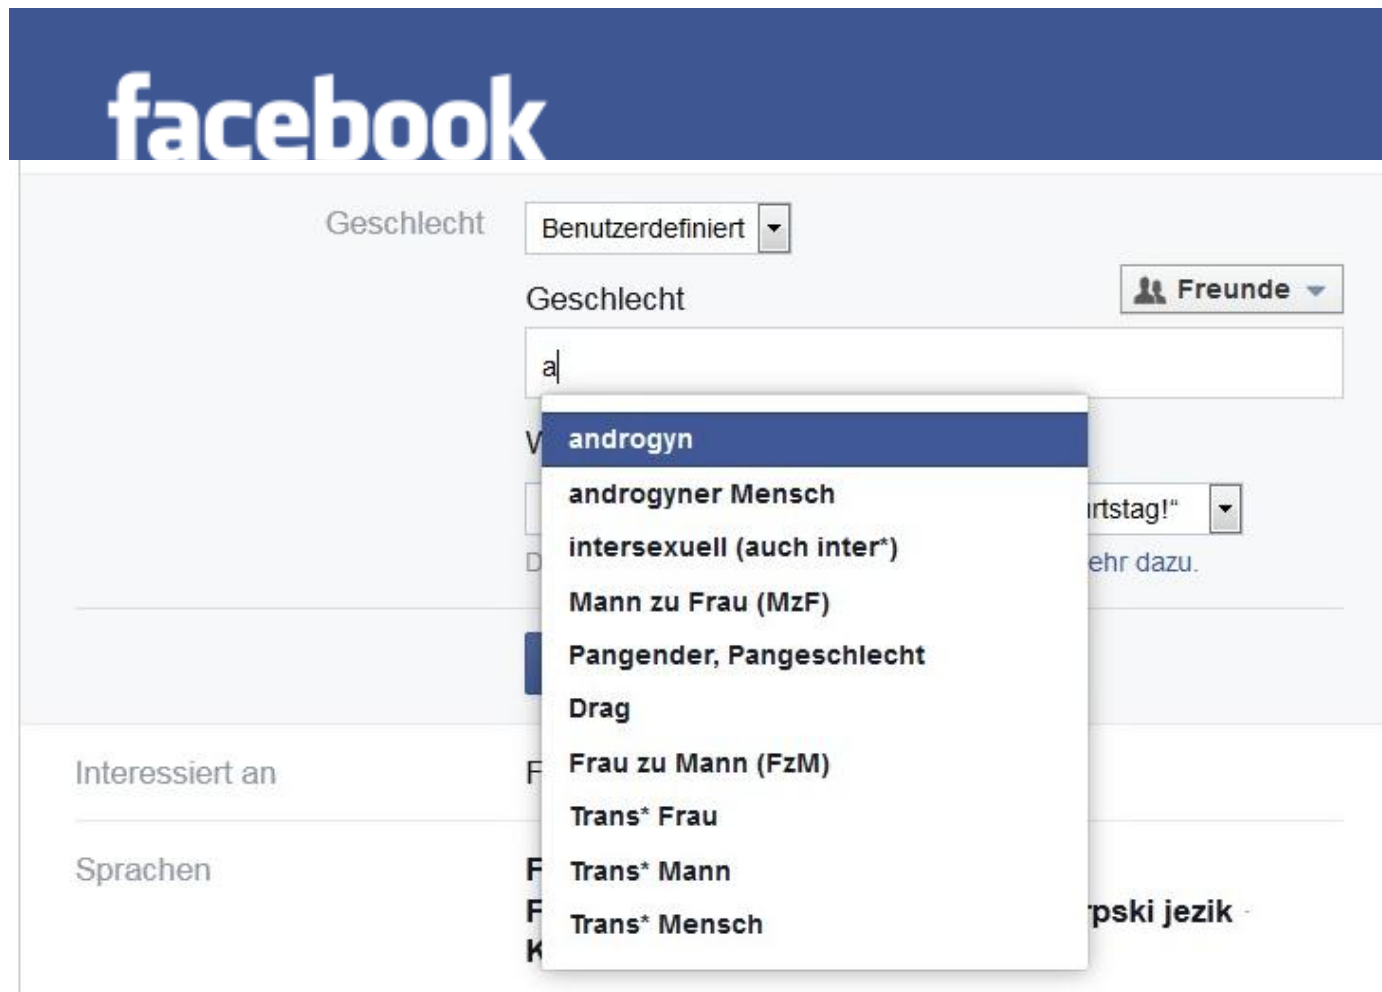 facebook
Geschlecht
Benutzerdefiniert
Geschlecht
Freunde
a
androgyn
androgyner Mensch
intersexuell (auch inter*)
Mann zu Frau (MzF)
Pangender, Pangeschlecht
Drag
Frau zu Mann (FzM)
Trans* Frau
Trans* Mann
Trans* Mensch
rtstag!“
ehr dazu.
Interessiert an
Sprachen
rpski jezik ·